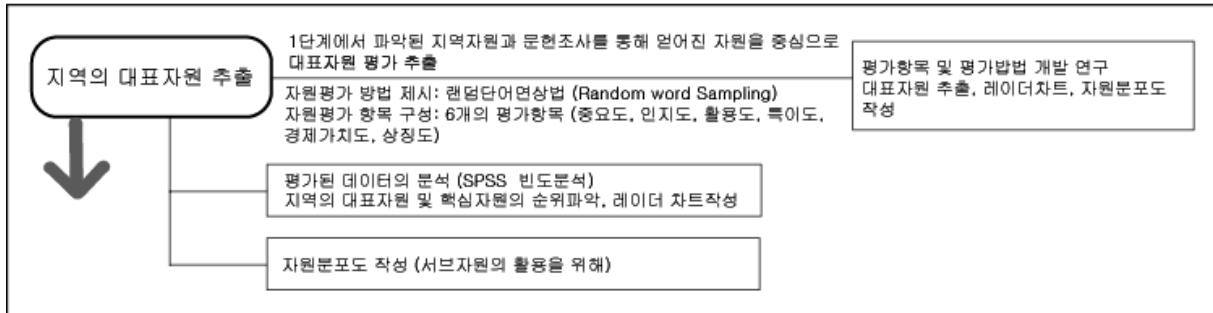 지역의 대표자원 추출
1단계에서 파악된 지역자원과 문헌조사를 통해 얻어진 자원을 중심으로
대표자원 평가 추출
자원평가 방법 제시: 랜덤단어연상법 (Random word Sampling)
자원평가 항목 구성: 6개의 평가항목 (중요도, 인지도, 활용도, 특이도,
경제가치도, 상징도)
평가항목 및 평가밥법 개발 연구
대표자원 추출, 레이더차트, 자원분포도
작성
평가된 데이터의 분석 (SPSS 빈도분석)
지역의 대표자원 및 핵심자원의 순위파악, 레이더 차트작성
자원분포도 작성 (서브자원의 활용을 위해)